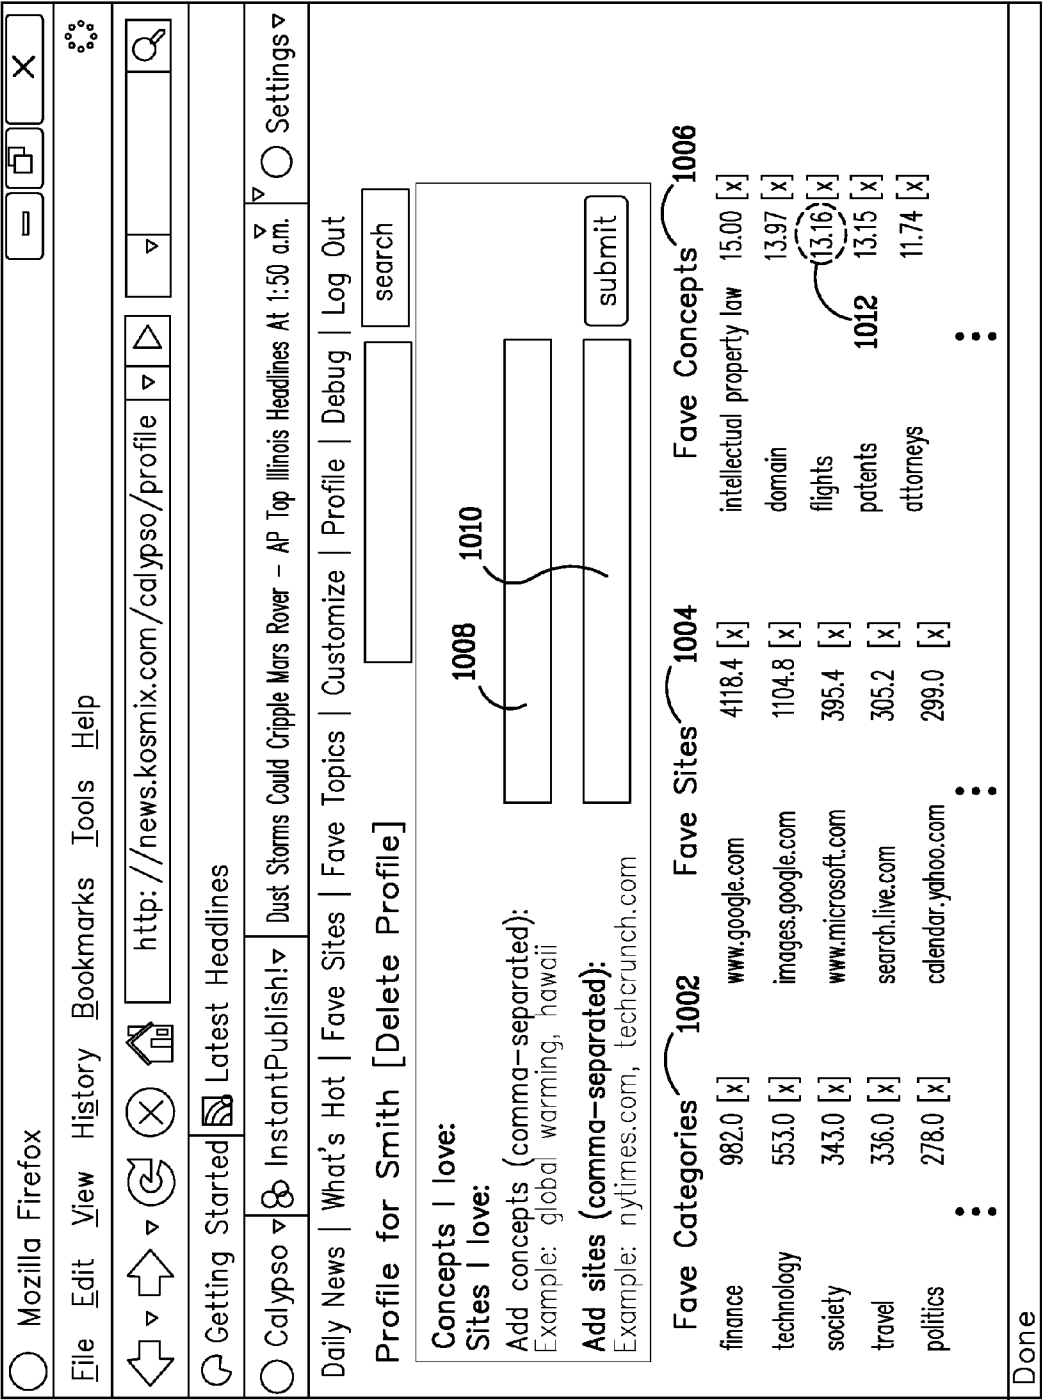 Mozilla Firefox
File Edit View History Bookmarks Tools Help
http://news.kosmix.com/calypso/profile
Getting Started Latest Headlines
Calypso InstantPublish! Dust Storms Could Cripple Mars Rover – AP Top Illinois Headlines At 1:50 a.m. Settings
Daily News | What's Hot | Fave Sites | Fave Topics | Customize | Profile | Debug | Log Out
Profile for Smith [Delete Profile] search
Concepts I love:
Sites I love:
Add concepts (comma-separated):
Example: global warming, hawaii
1008
Add sites (comma-separated):
Example: nytimes.com, techcrunch.com
1010
submit
Fave Categories 1002
finance 982.0 [x]
technology 553.0 [x]
society 343.0 [x]
travel 336.0 [x]
politics 278.0 [x]
Fave Sites 1004
www.google.com 4118.4 [x]
images.google.com 1104.8 [x]
www.microsoft.com 395.4 [x]
search.live.com 305.2 [x]
calendar.yahoo.com 299.0 [x]
Fave Concepts 1006
intellectual property law 15.00 [x]
domain 13.97 [x]
flights 13.16 [x]
patents 13.15 [x]
attorneys 11.74 [x]
1012
Done